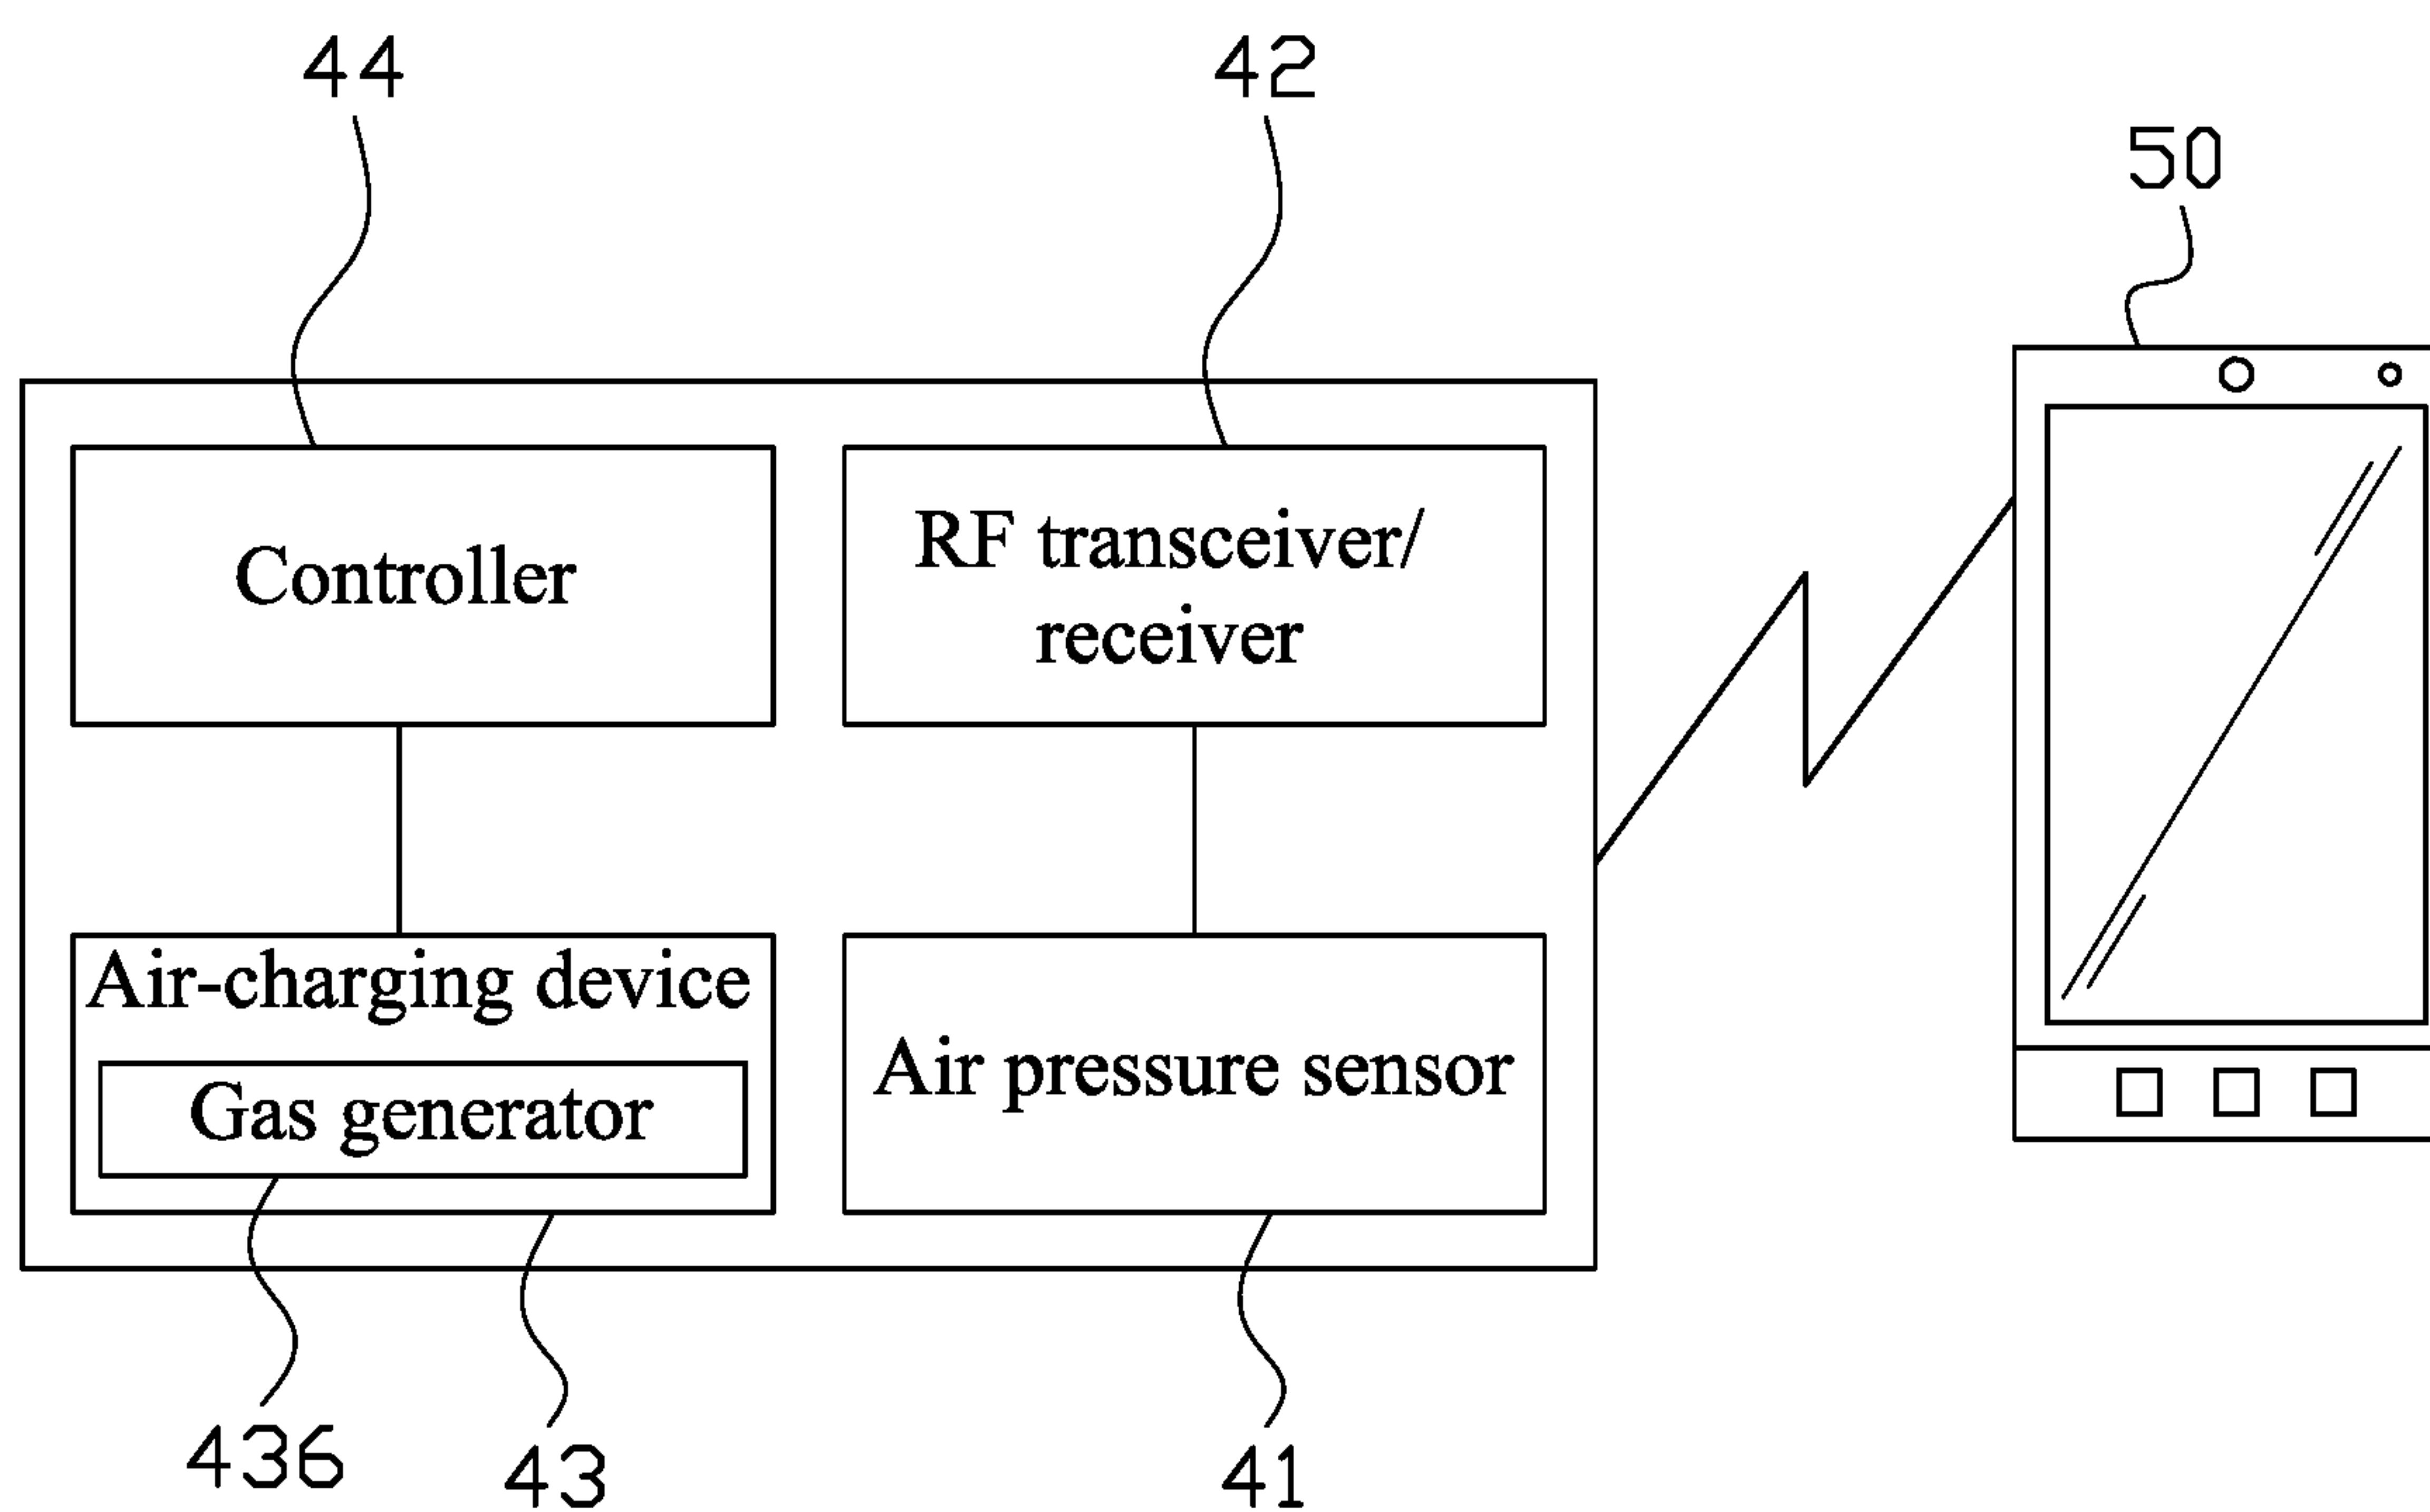 44
42
50
Controller
RF transceiver/
receiver
Air-charging device
Gas generator
Air pressure sensor
436
43
41